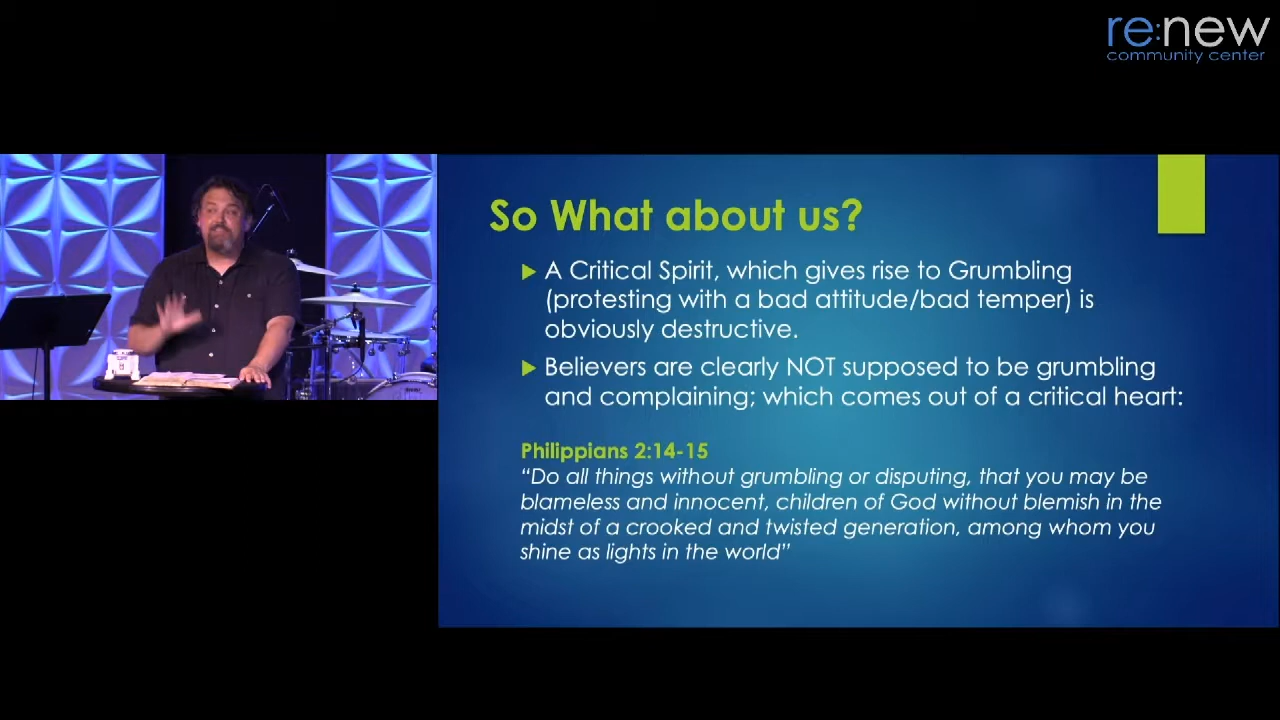 re:new
community center
So What about us?
A Critical Spirit, which gives rise to Grumbling
(protesting with a bad attitude/bad temper) is
obviously destructive.
Believers are clearly NOT supposed to be grumbling
and complaining; which comes out of a critical heart:
Philippians 2:14-15
“Do all things without grumbling or disputing, that you may be
blameless and innocent, children of God without blemish in the
midst of a crooked and twisted generation, among whom you
shine as lights in the world”